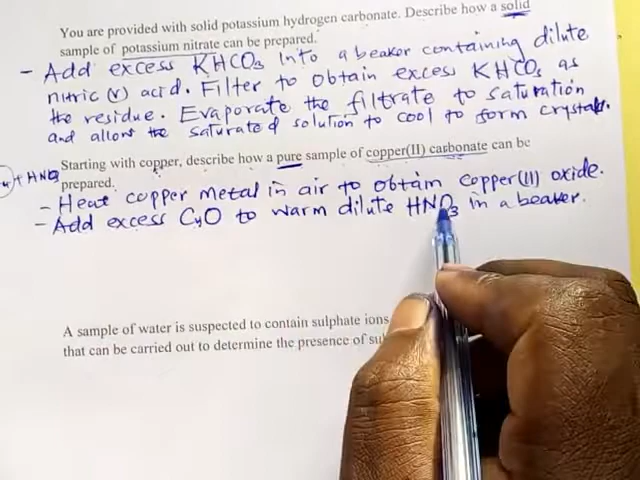 You are provided with solid potassium hydrogen carbonate. Describe how a solid
sample of potassium nitrate can be prepared.
- Add excess KHCO3 into a beaker containing dilute
nitric (v) acid. Filter to obtain excess KHCO3 as
the residue. Evaporate the filtrate to saturation
and allow the saturated solution to cool to form crystals.
Starting with copper, describe how a pure sample of copper(II) carbonate can be
+ HNO3
prepared.
- Heat copper metal in air to obtain copper(II) oxide.
- Add excess CuO to warm dilute HNO3 in a beaker.
A sample of water is suspected to contain sulphate ions
that can be carried out to determine the presence of